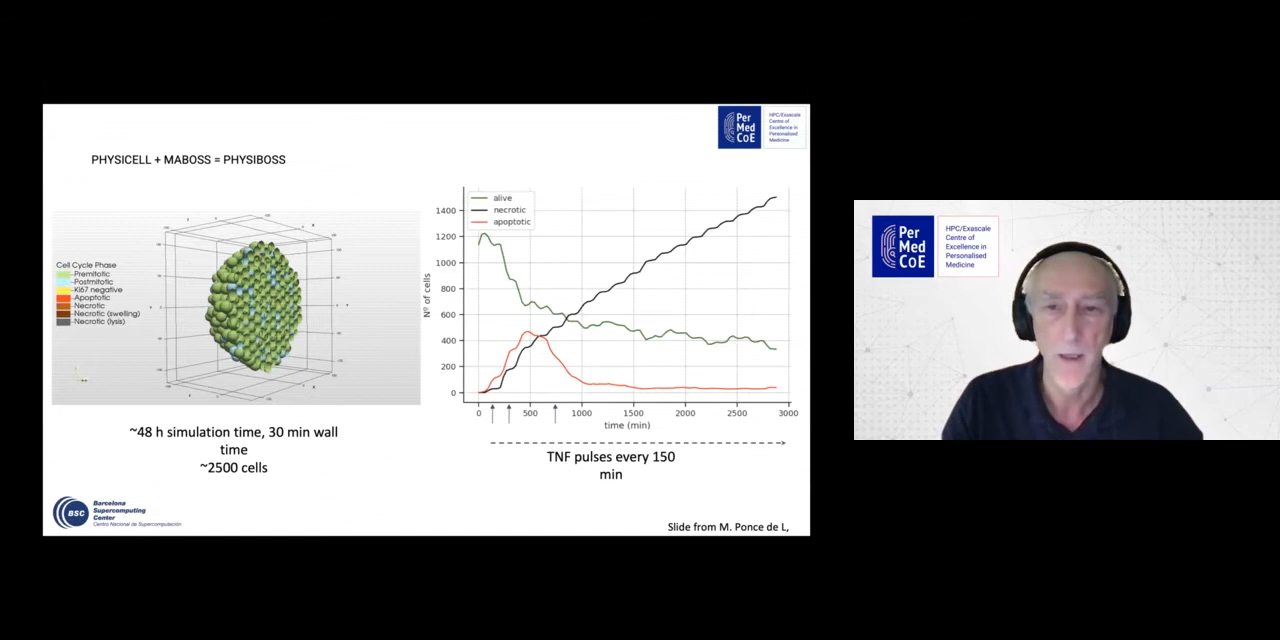 Per
Med
CoE
HPC/Exascale
Centre of
Excellence in
Personalised
Medicine
PHYSICELL + MABOSS = PHYSIBOSS
Cell Cycle Phase
Premitotic
Postmitotic
Ki67 negative
Apoptotic
Necrotic
Necrotic (swelling)
Necrotic (lysis)
~48 h simulation time, 30 min wall
time
~2500 cells
alive
necrotic
apoptotic
Nº of cells
1400
1200
1000
800
600
400
200
0
0 500 1000 1500 2000 2500 3000
time (min)
TNF pulses every 150
min
BSC
Barcelona
Supercomputing
Center
Centro Nacional de Supercomputación
Slide from M. Ponce de L,
Per
Med
CoE
HPC/Exascale
Centre of
Excellence in
Personalised
Medicine